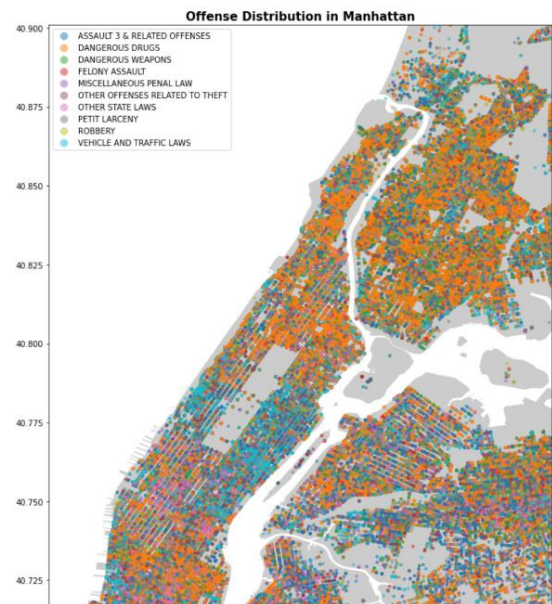 Offense Distribution in Manhattan
40.900
ASSAULT 3 & RELATED OFFENSES
DANGEROUS DRUGS
DANGEROUS WEAPONS
FELONY ASSAULT
MISCELLANEOUS PENAL LAW
OTHER OFFENSES RELATED TO THEFT
OTHER STATE LAWS
PETIT LARCENY
ROBBERY
VEHICLE AND TRAFFIC LAWS
40.875
40.850
40.825
40.800
40.775
40.750
40.725